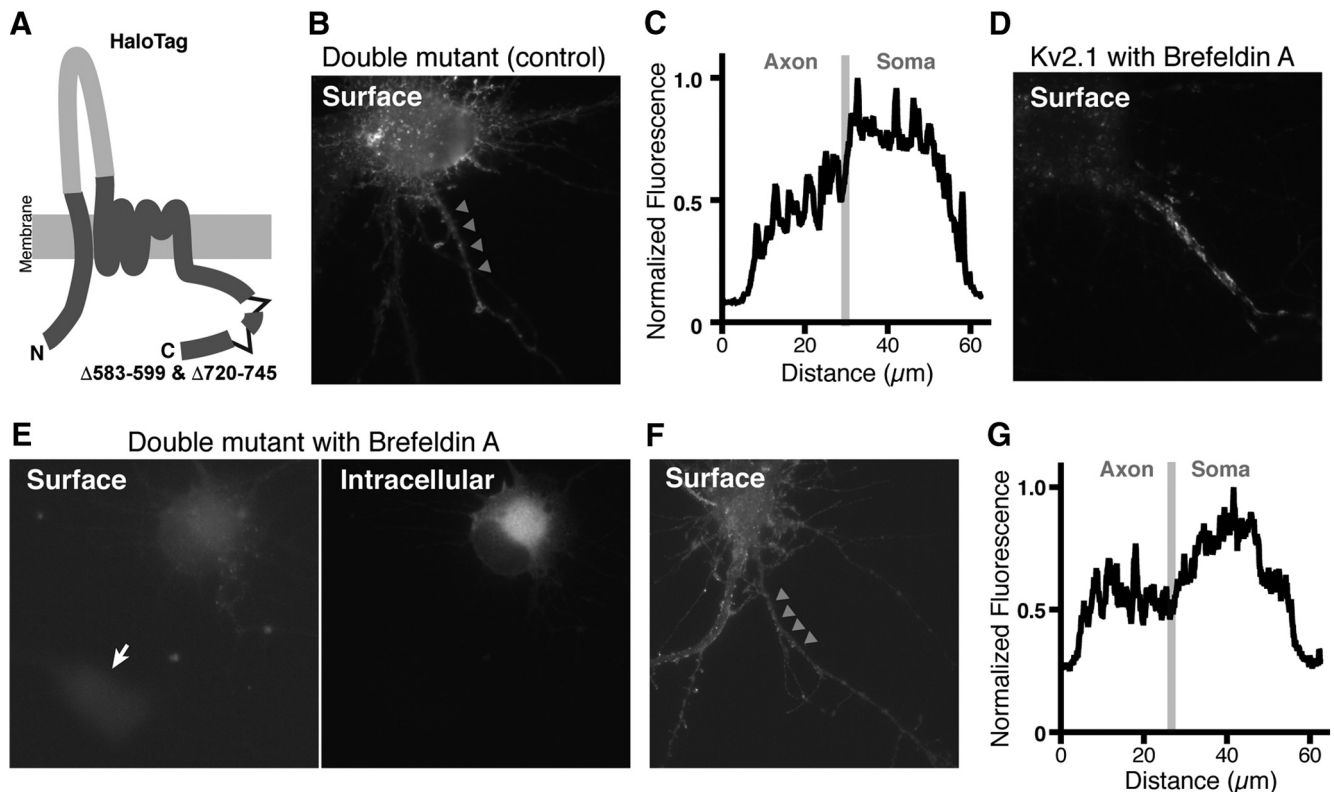 A
HaloTag
Membrane
N
C
Δ583-599 & Δ720-745
B
Double mutant (control)
Surface
C
Normalized Fluorescence
Axon
Soma
1.0
0.5
0
0
20
40
60
Distance (µm)
D
Kv2.1 with Brefeldin A
Surface
E
Double mutant with Brefeldin A
Surface
Intracellular
F
Surface
G
Normalized Fluorescence
Axon
Soma
1.0
0.5
0
0
20
40
60
Distance (µm)